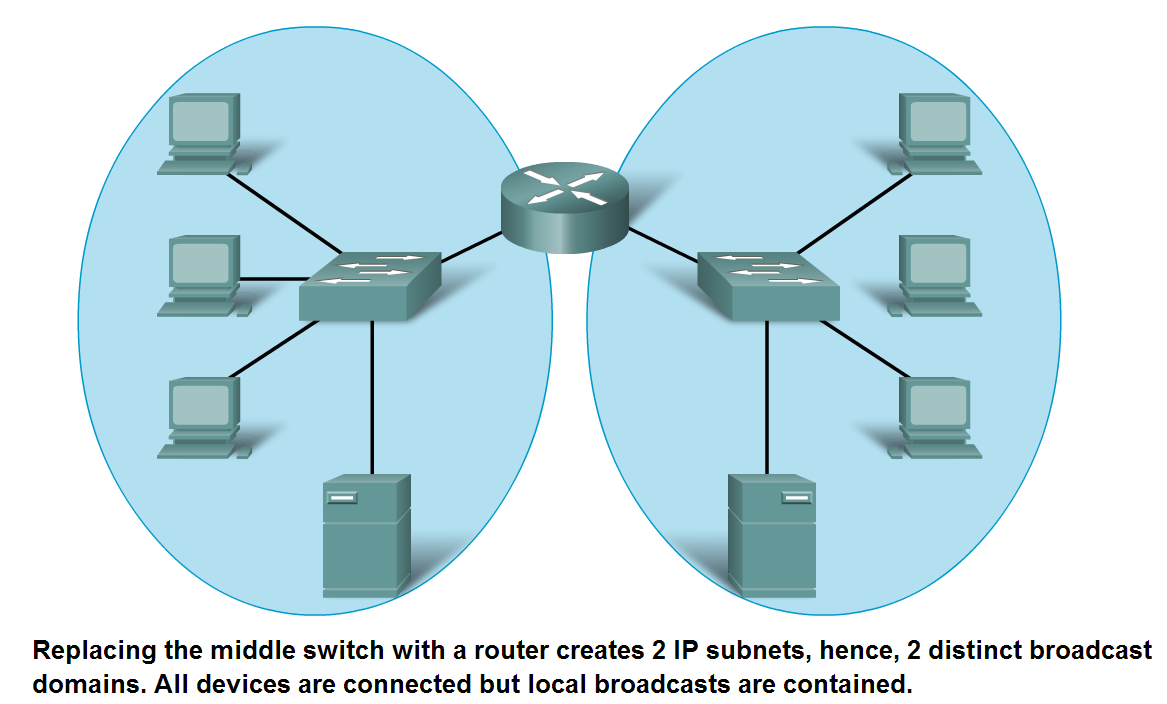 Replacing the middle switch with a router creates 2 IP subnets, hence, 2 distinct broadcast
domains. All devices are connected but local broadcasts are contained.